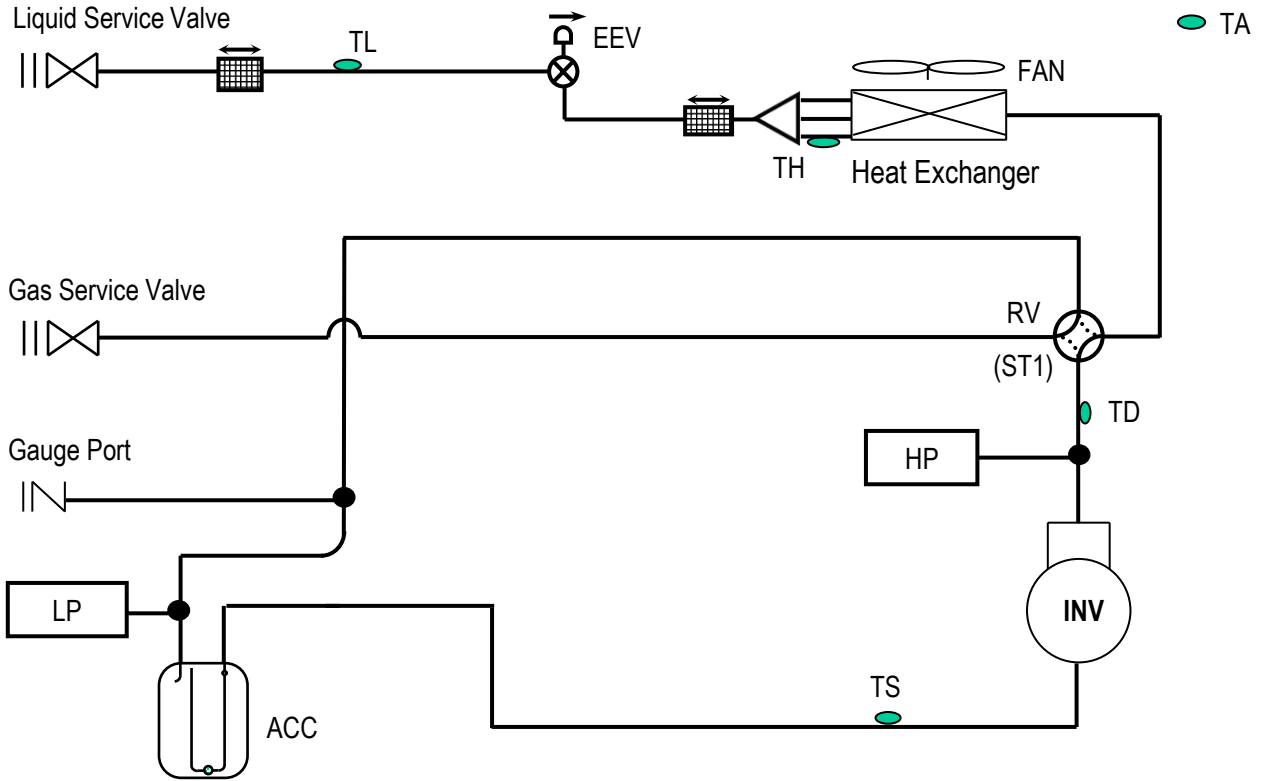 Liquid Service Valve
TL
EEV
TA
FAN
TH
Heat Exchanger
Gas Service Valve
RV
(ST1)
TD
Gauge Port
HP
LP
INV
TS
ACC